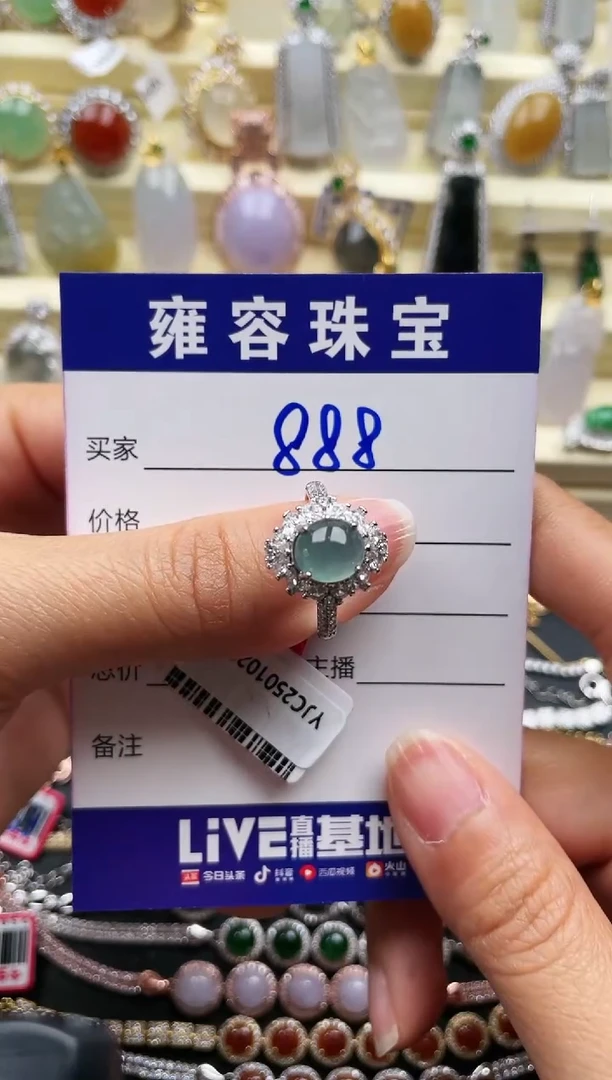 雍容珠宝
买家 888
价格
总价 主播
YJC250102
备注
LiVE直播基地
今日头条 抖音 西瓜视频 火山